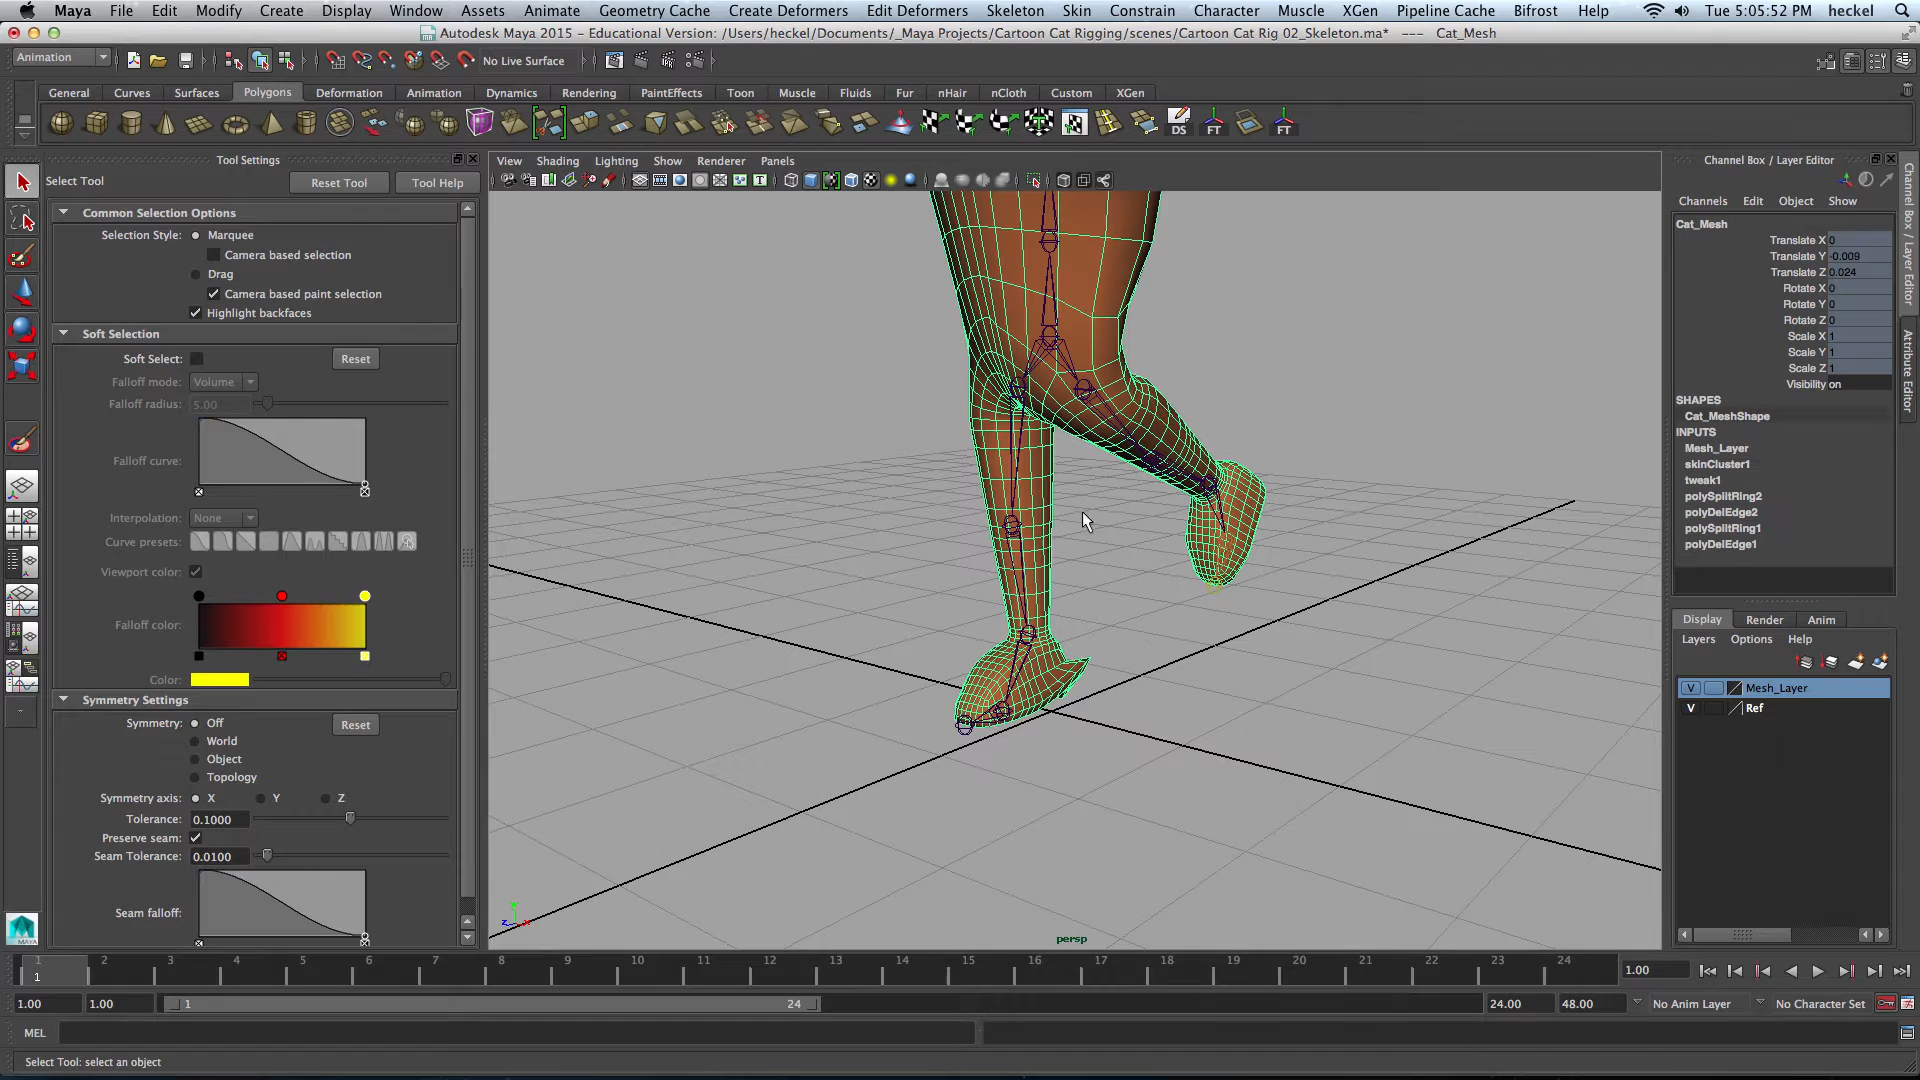 Maya File Edit Modify Create Display Window Assets Animate Geometry Cache Create Deformers Edit Deformers Skeleton Skin Constrain Character Muscle XGen Pipeline Cache Bifrost Help Tue 5:05:52 PM heckel
Autodesk Maya 2015 - Educational Version: /Users/heckel/Documents/_Maya Projects/Cartoon Cat Rigging/scenes/Cartoon Cat Rig 02_Skeleton.ma* --- Cat_Mesh
Animation No Live Surface
General Curves Surfaces Polygons Deformation Animation Dynamics Rendering PaintEffects Toon Muscle Fluids Fur nHair nCloth Custom XGen
DS FT FT
Tool Settings
Select Tool Reset Tool Tool Help
Common Selection Options
Selection Style: Marquee
Camera based selection
Drag
Camera based paint selection
Highlight backfaces
Soft Selection
Soft Select: Reset
Falloff mode: Volume
Falloff radius: 5.00
Falloff curve:
Interpolation: None
Curve presets:
Viewport color:
Falloff color:
Color:
Symmetry Settings
Symmetry: Off Reset
World
Object
Topology
Symmetry axis: X Y Z
Tolerance: 0.1000
Preserve seam:
Seam Tolerance: 0.0100
Seam falloff:
MAYA
View Shading Lighting Show Renderer Panels
persp
y
z x
Channel Box / Layer Editor
Channels Edit Object Show
Cat_Mesh
Translate X 0
Translate Y -0.009
Translate Z 0.024
Rotate X 0
Rotate Y 0
Rotate Z 0
Scale X 1
Scale Y 1
Scale Z 1
Visibility on
SHAPES
Cat_MeshShape
INPUTS
Mesh_Layer
skinCluster1
tweak1
polySplitRing2
polyDelEdge2
polySplitRing1
polyDelEdge1
Display Render Anim
Layers Options Help
V Mesh_Layer
V Ref
Channel Box / Layer Editor
Attribute Editor
1 2 3 4 5 6 7 8 9 10 11 12 13 14 15 16 17 18 19 20 21 22 23 24 1.00
1
1.00 1.00 1 24 24.00 48.00 No Anim Layer No Character Set
MEL
Select Tool: select an object